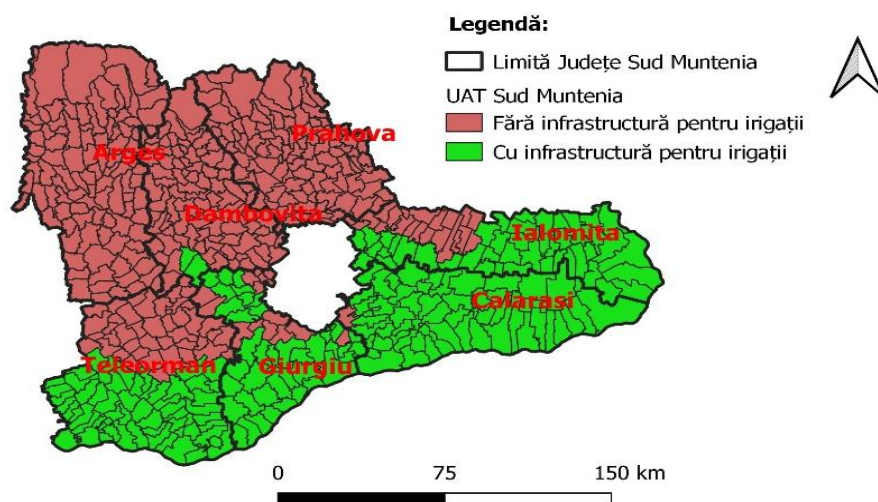 Legendă:
Limită Județe Sud Muntenia
UAT Sud Muntenia
Fără infrastructură pentru irigații
Cu infrastructură pentru irigații
Prahova
Arges
Dambovita
Ialomita
Calarasi
Teleorman
Giurgiu
0 75 150 km